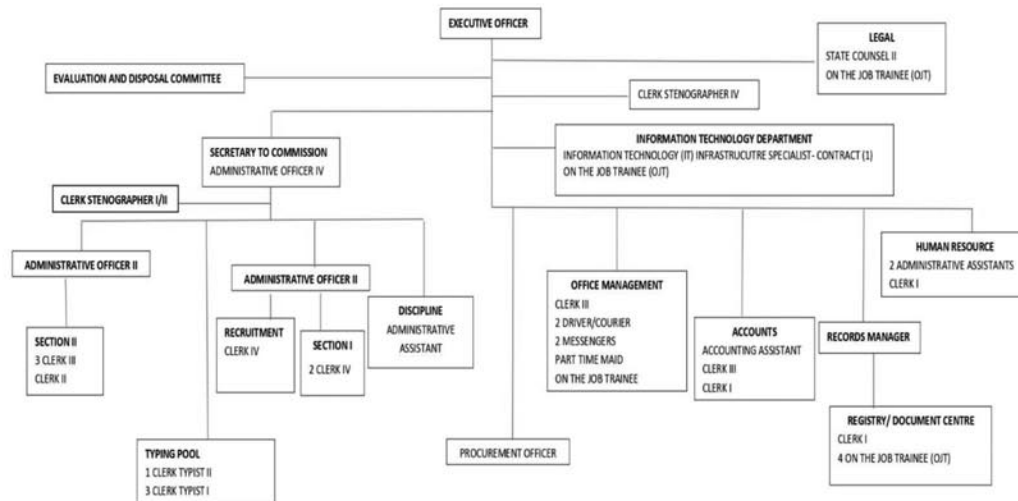 EXECUTIVE OFFICER
LEGAL
STATE COUNSEL II
ON THE JOB TRAINEE (OJT)
EVALUATION AND DISPOSAL COMMITTEE
CLERK STENOGRAPHER IV
SECRETARY TO COMMISSION
ADMINISTRATIVE OFFICER IV
INFORMATION TECHNOLOGY DEPARTMENT
INFORMATION TECHNOLOGY (IT) INFRASTRUCUTRE SPECIALIST- CONTRACT (1)
ON THE JOB TRAINEE (OJT)
CLERK STENOGRAPHER I/II
ADMINISTRATIVE OFFICER II
SECTION II
3 CLERK III
CLERK II
TYPING POOL
1 CLERK TYPIST II
3 CLERK TYPIST I
ADMINISTRATIVE OFFICER II
RECRUITMENT
CLERK IV
SECTION I
2 CLERK IV
DISCIPLINE
ADMINISTRATIVE
ASSISTANT
PROCUREMENT OFFICER
OFFICE MANAGEMENT
CLERK III
2 DRIVER/COURIER
2 MESSENGERS
PART TIME MAID
ON THE JOB TRAINEE
ACCOUNTS
ACCOUNTING ASSISTANT
CLERK III
CLERK I
RECORDS MANAGER
REGISTRY/ DOCUMENT CENTRE
CLERK I
4 ON THE JOB TRAINEE (OJT)
HUMAN RESOURCE
2 ADMINISTRATIVE ASSISTANTS
CLERK I